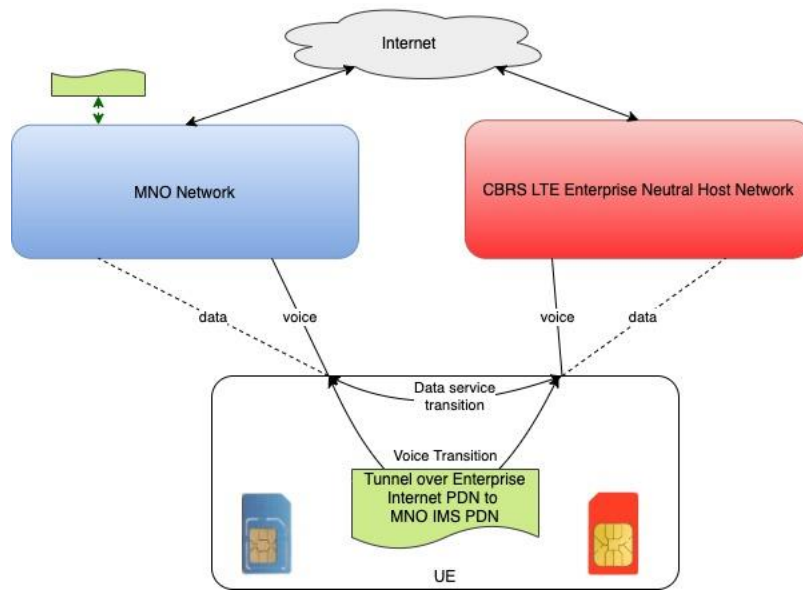 Internet
MNO Network
CBRS LTE Enterprise Neutral Host Network
data
voice
voice
data
Data service
transition
Voice Transition
Tunnel over Enterprise
Internet PDN to
MNO IMS PDN
UE